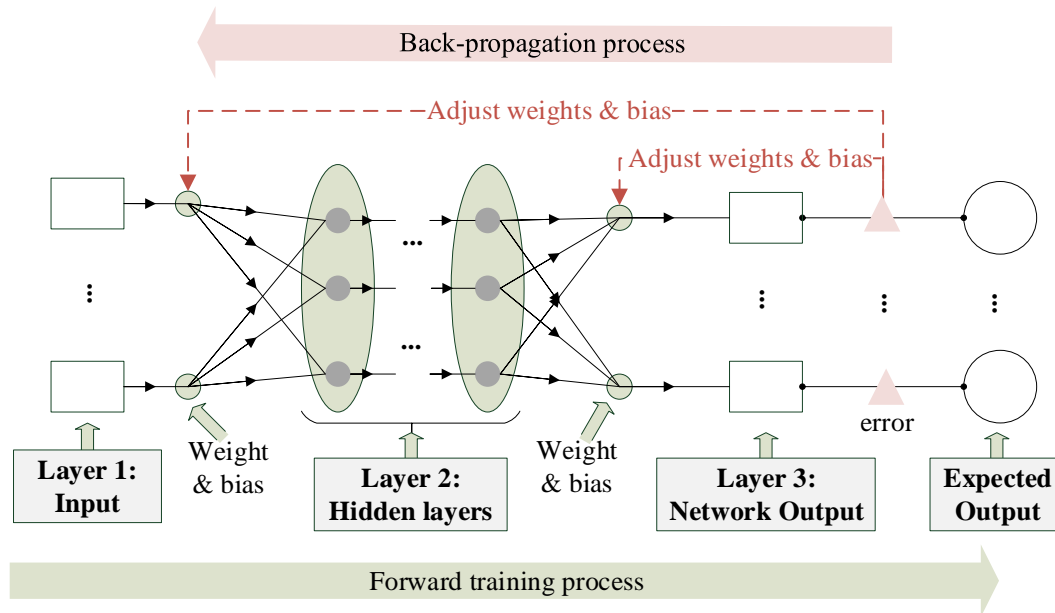 Back-propagation process
Adjust weights & bias
Adjust weights & bias
...
...
...
...
...
...
...
error
Weight
& bias
Weight
& bias
Layer 1:
Input
Layer 2:
Hidden layers
Layer 3:
Network Output
Expected
Output
Forward training process